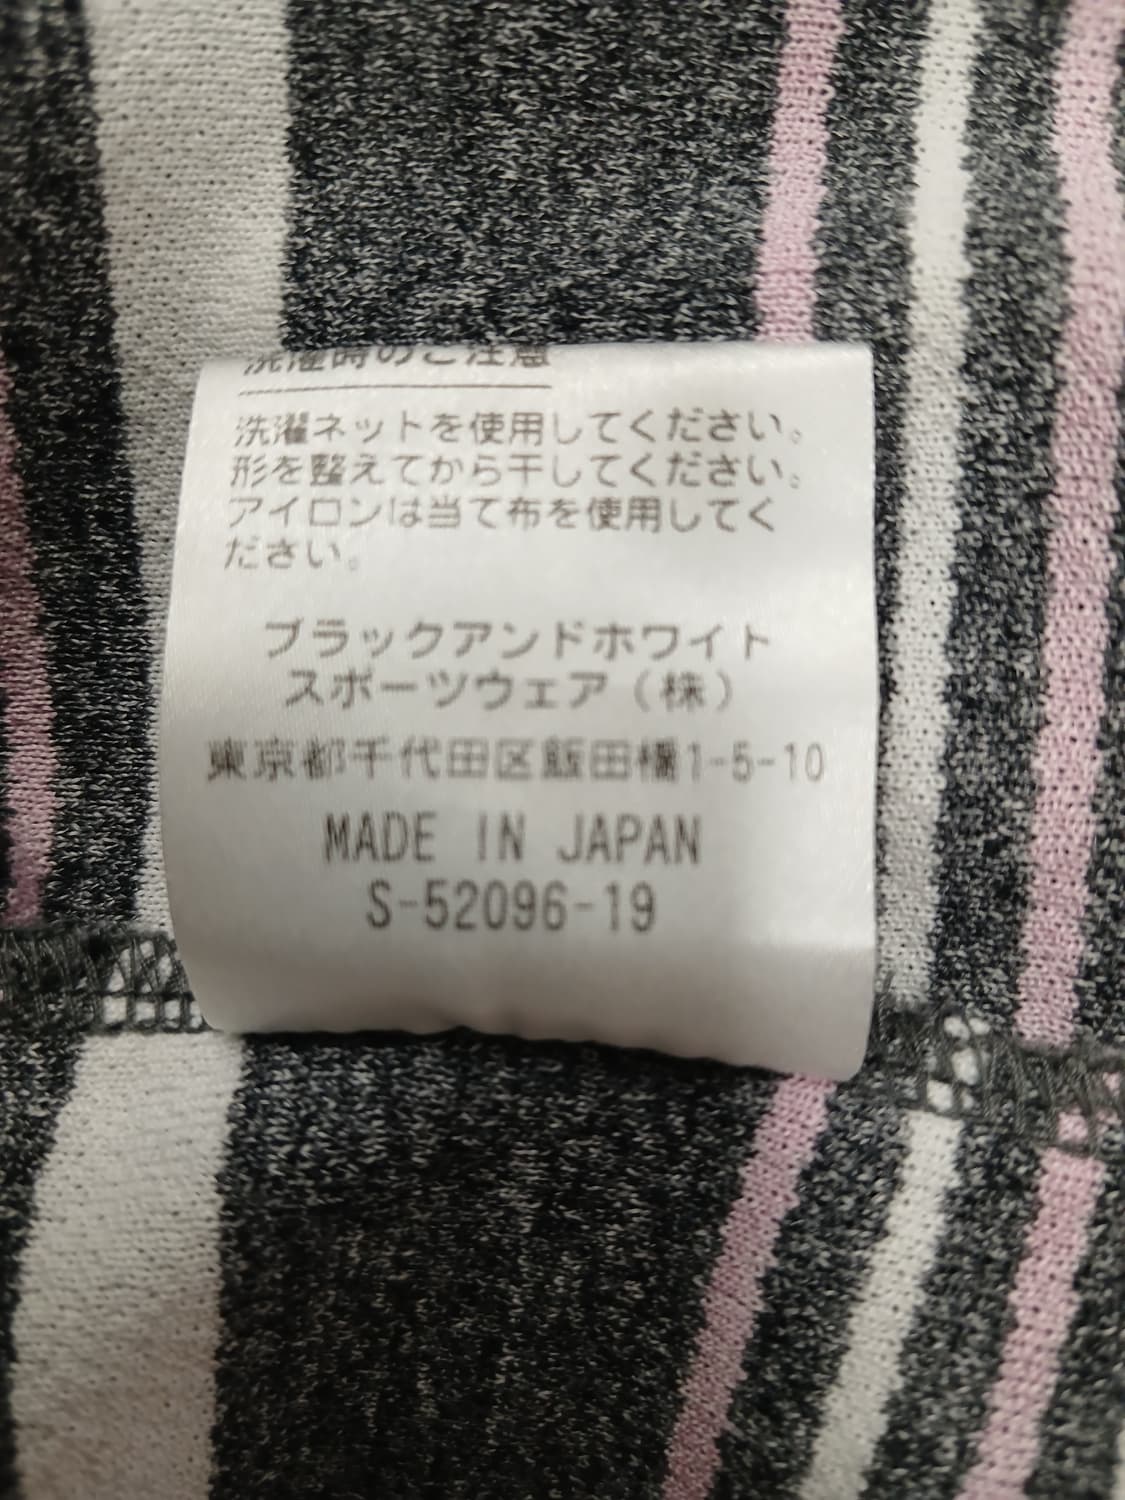 洗濯時のご注意
洗濯ネットを使用してください。
形を整えてから干してください。
アイロンは当て布を使用してく
ださい。
ブラックアンドホワイト
スポーツウェア（株）
東京都千代田区飯田橋1-5-10
MADE IN JAPAN
S-52096-19